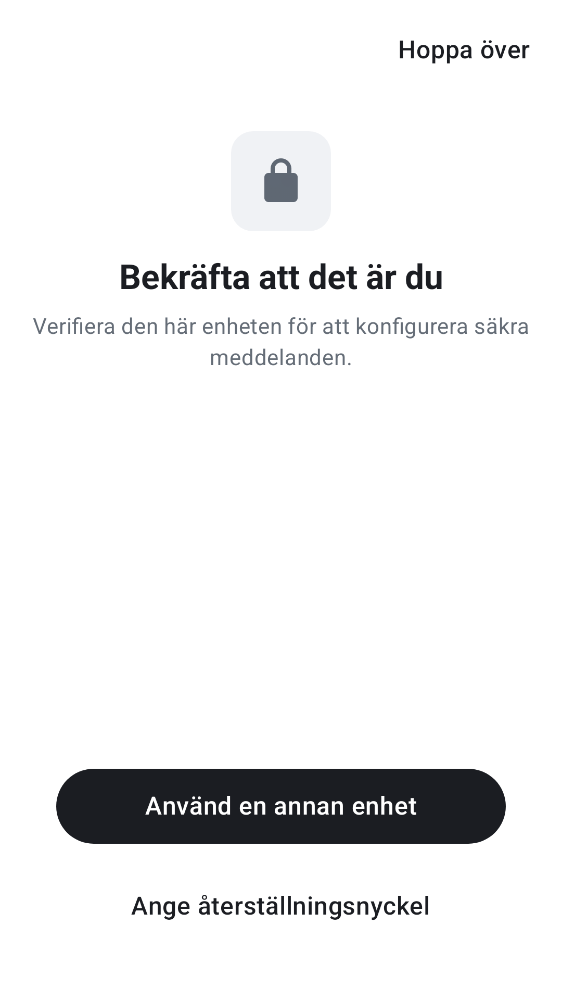 Hoppa över
Bekräfta att det är du
Verifiera den här enheten för att konfigurera säkra
meddelanden.
Använd en annan enhet
Ange återställningsnyckel